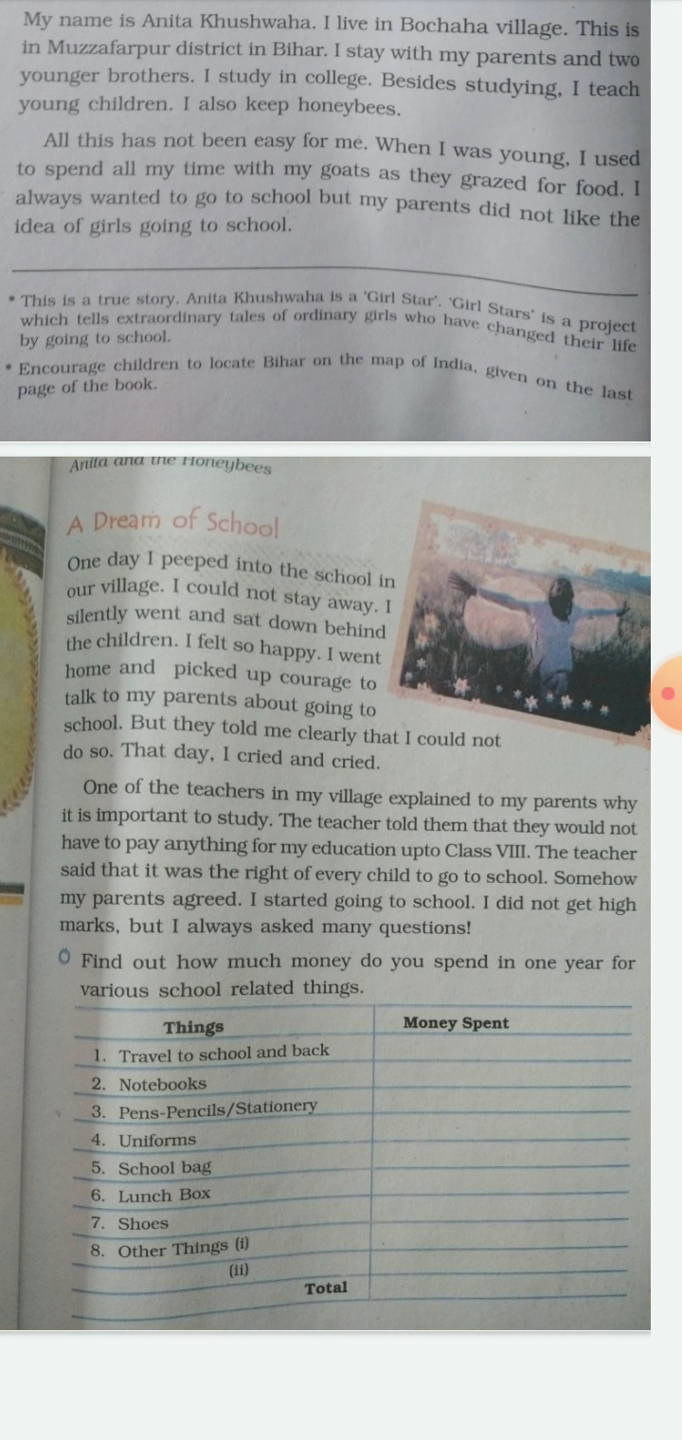 My name is Anita Khushwaha. I live in Bochaha village. This is
in Muzzafarpur district in Bihar. I stay with my parents and two
younger brothers. I study in college. Besides studying, I teach
young children. I also keep honeybees.
All this has not been easy for me. When I was young, I used
to spend all my time with my goats as they grazed for food. I
always wanted to go to school but my parents did not like the
idea of girls going to school.
* This is a true story. Anita Khushwaha is a 'Girl Star'. 'Girl Stars' is a project
which tells extraordinary tales of ordinary girls who have changed their life
by going to school.
* Encourage children to locate Bihar on the map of India, given on the last
page of the book.
Anita and the Honeybees
A Dream of School
One day I peeped into the school in
our village. I could not stay away. I
silently went and sat down behind
the children. I felt so happy. I went
home and picked up courage to
talk to my parents about going to
school. But they told me clearly that I could not
do so. That day, I cried and cried.
One of the teachers in my village explained to my parents why
it is important to study. The teacher told them that they would not
have to pay anything for my education upto Class VIII. The teacher
said that it was the right of every child to go to school. Somehow
my parents agreed. I started going to school. I did not get high
marks, but I always asked many questions!
Find out how much money do you spend in one year for
various school related things.
Things Money Spent
1. Travel to school and back
2. Notebooks
3. Pens-Pencils/Stationery
4. Uniforms
5. School bag
6. Lunch Box
7. Shoes
8. Other Things (i)
(ii)
Total